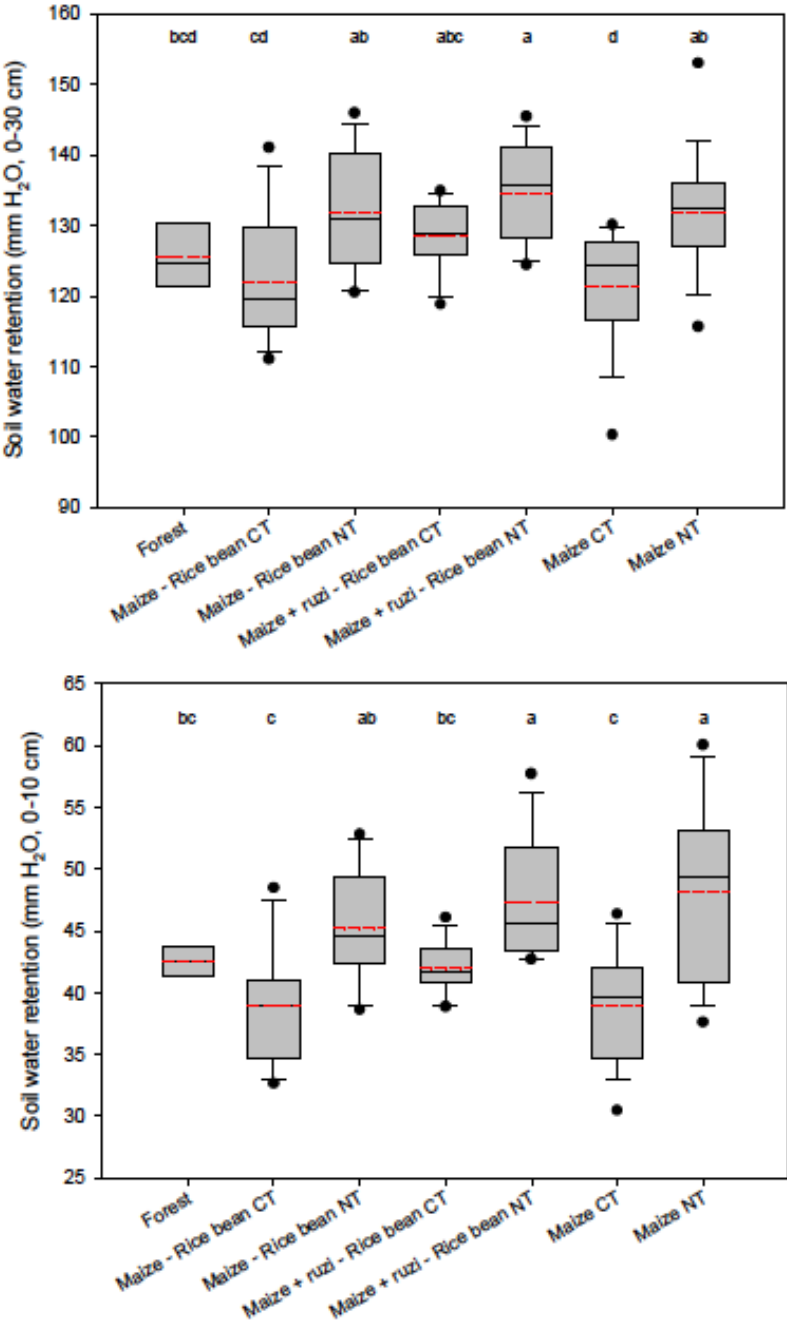 160
bcd cd ab abc a d ab
150
140
130
120
110
100
90
Soil water retention (mm H₂O, 0-30 cm)
Forest
Maize - Rice bean CT
Maize - Rice bean NT
Maize + ruzi - Rice bean CT
Maize + ruzi - Rice bean NT
Maize CT
Maize NT
65
bc c ab bc a c a
60
55
50
45
40
35
30
25
Soil water retention (mm H₂O, 0-10 cm)
Forest
Maize - Rice bean CT
Maize - Rice bean NT
Maize + ruzi - Rice bean CT
Maize + ruzi - Rice bean NT
Maize CT
Maize NT